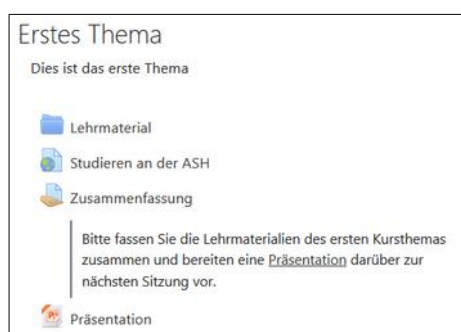 Erstes Thema
Dies ist das erste Thema
Lehrmaterial
Studieren an der ASH
Zusammenfassung
Bitte fassen Sie die Lehrmaterialien des ersten Kursthemas
zusammen und bereiten eine Präsentation darüber zur
nächsten Sitzung vor.
Präsentation